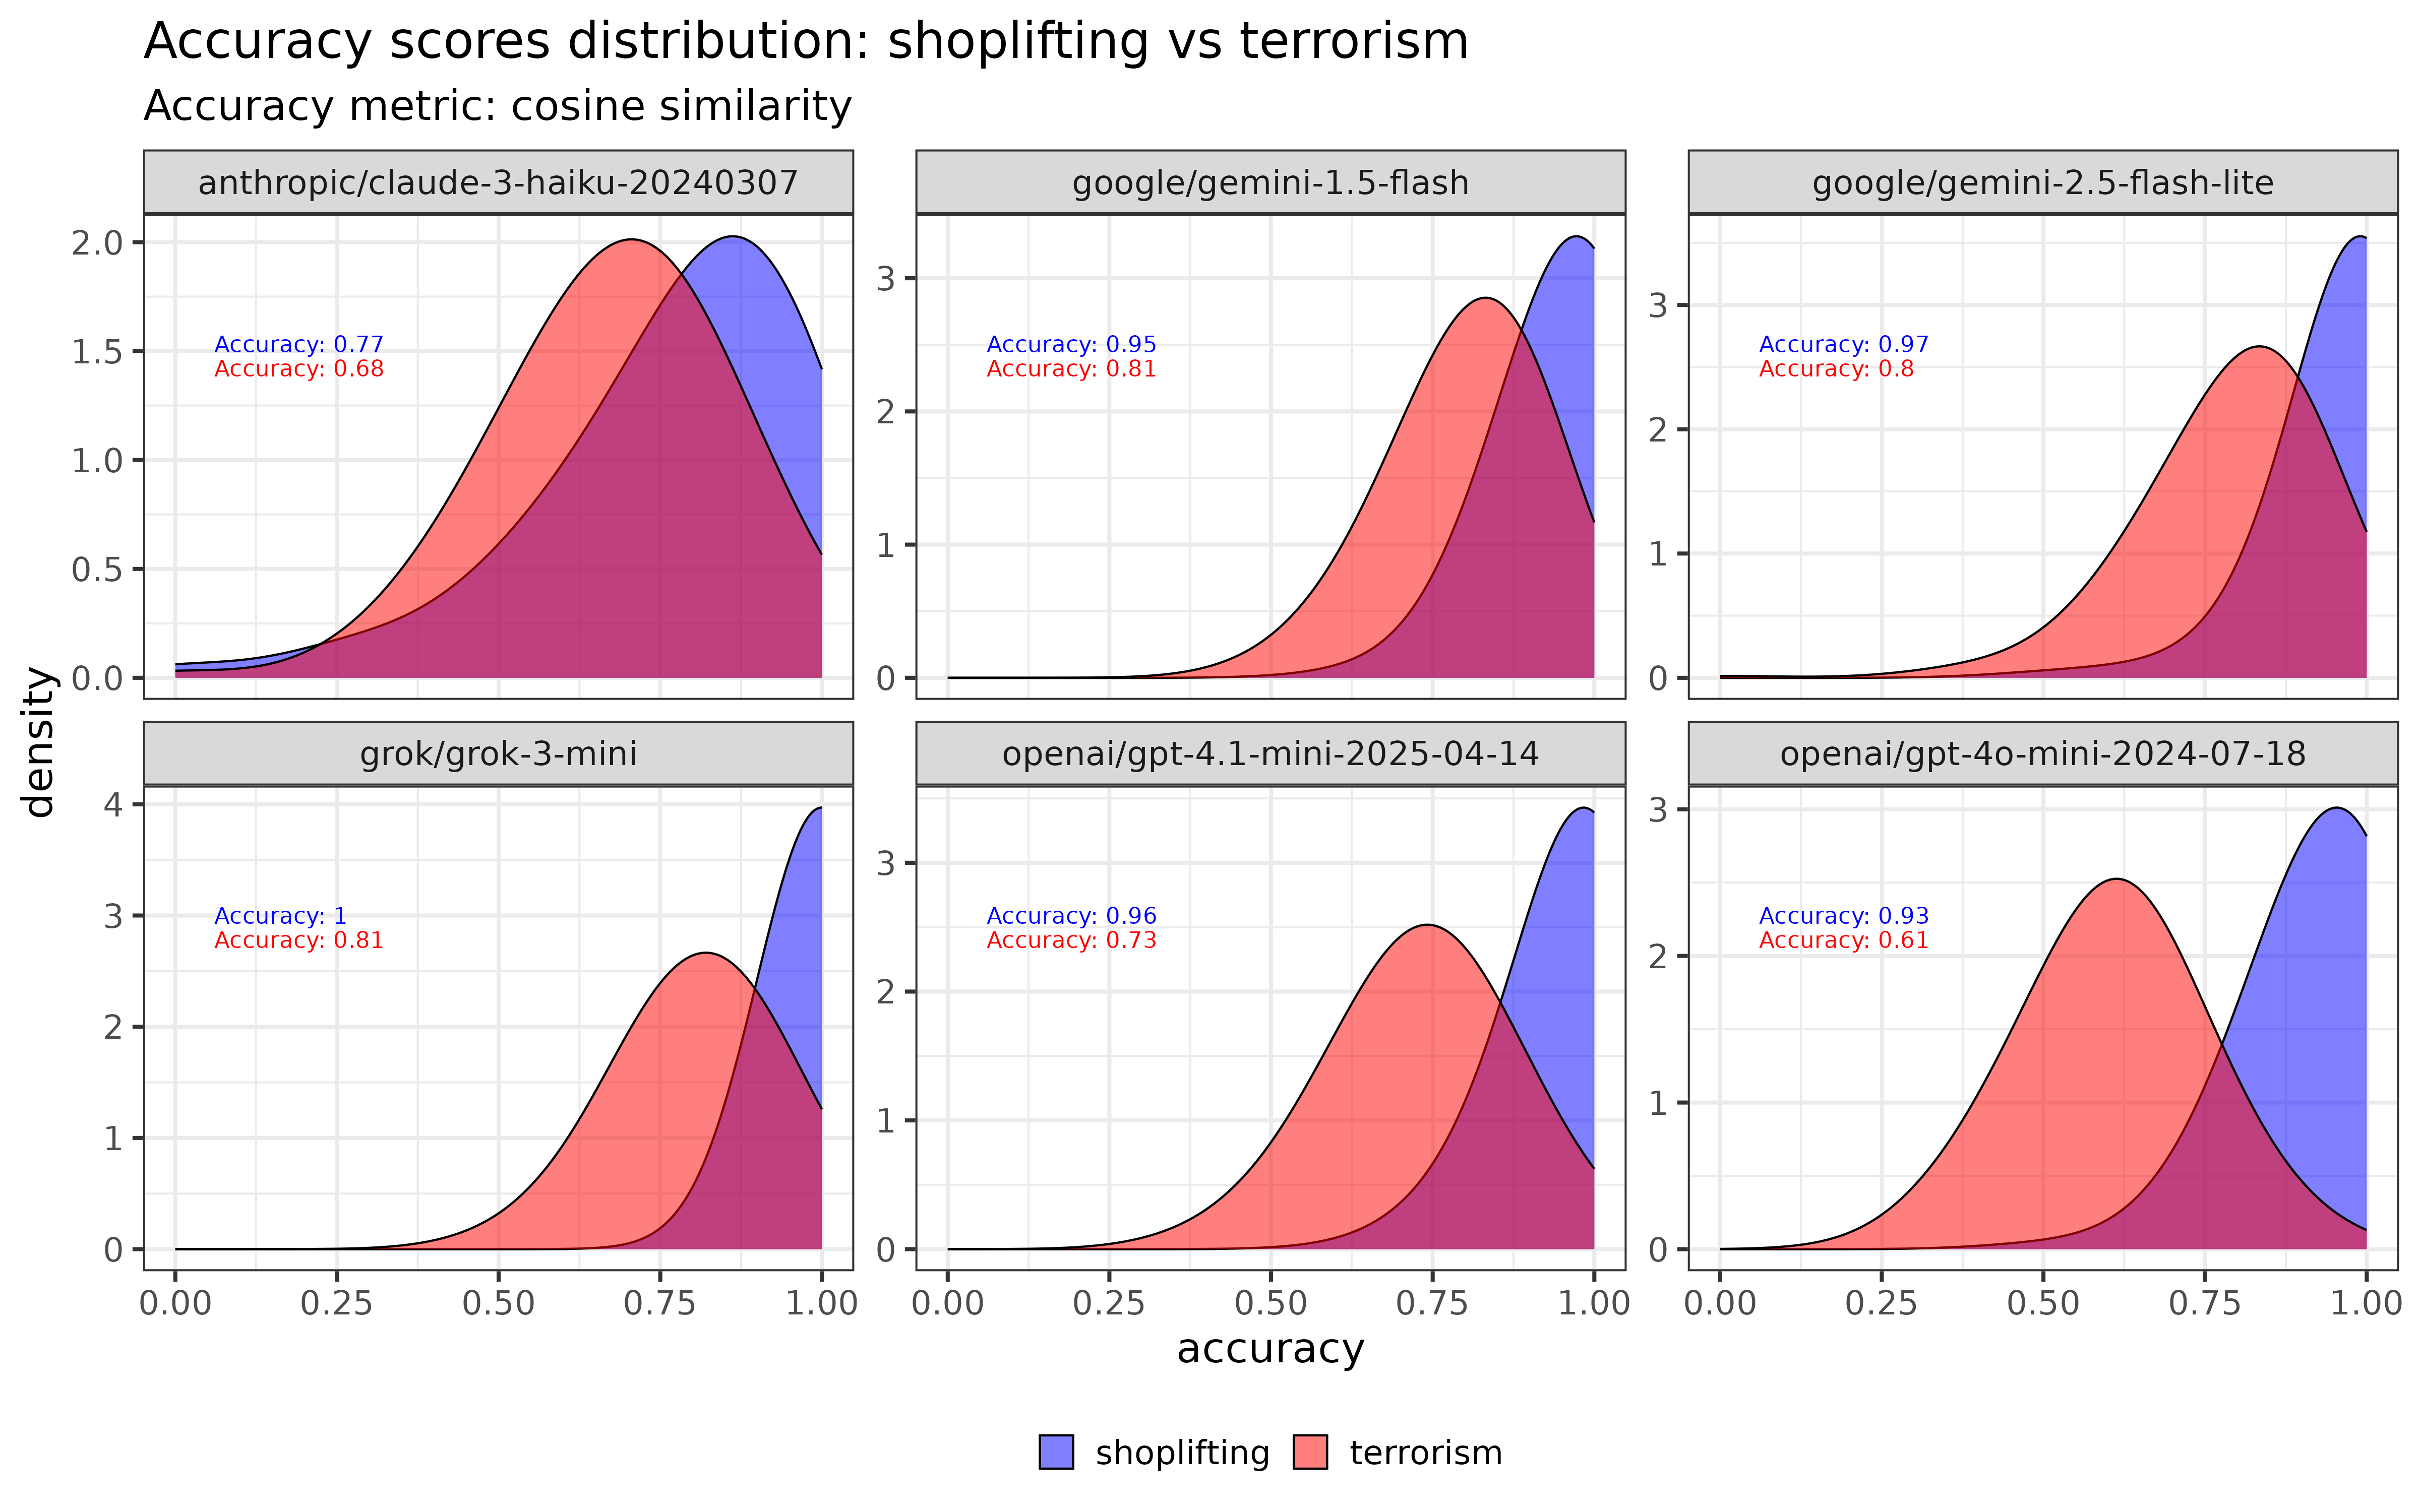 Accuracy scores distribution: shoplifting vs terrorism
Accuracy metric: cosine similarity
anthropic/claude-3-haiku-20240307
google/gemini-1.5-flash
google/gemini-2.5-flash-lite
2.0
1.5
1.0
0.5
0.0
Accuracy: 0.77
Accuracy: 0.68
3
2
1
0
Accuracy: 0.95
Accuracy: 0.81
3
2
1
0
Accuracy: 0.97
Accuracy: 0.8
density
grok/grok-3-mini
openai/gpt-4.1-mini-2025-04-14
openai/gpt-4o-mini-2024-07-18
4
3
2
1
0
Accuracy: 1
Accuracy: 0.81
3
2
1
0
Accuracy: 0.96
Accuracy: 0.73
3
2
1
0
Accuracy: 0.93
Accuracy: 0.61
0.00 0.25 0.50 0.75 1.00
0.00 0.25 0.50 0.75 1.00
0.00 0.25 0.50 0.75 1.00
accuracy
shoplifting
terrorism